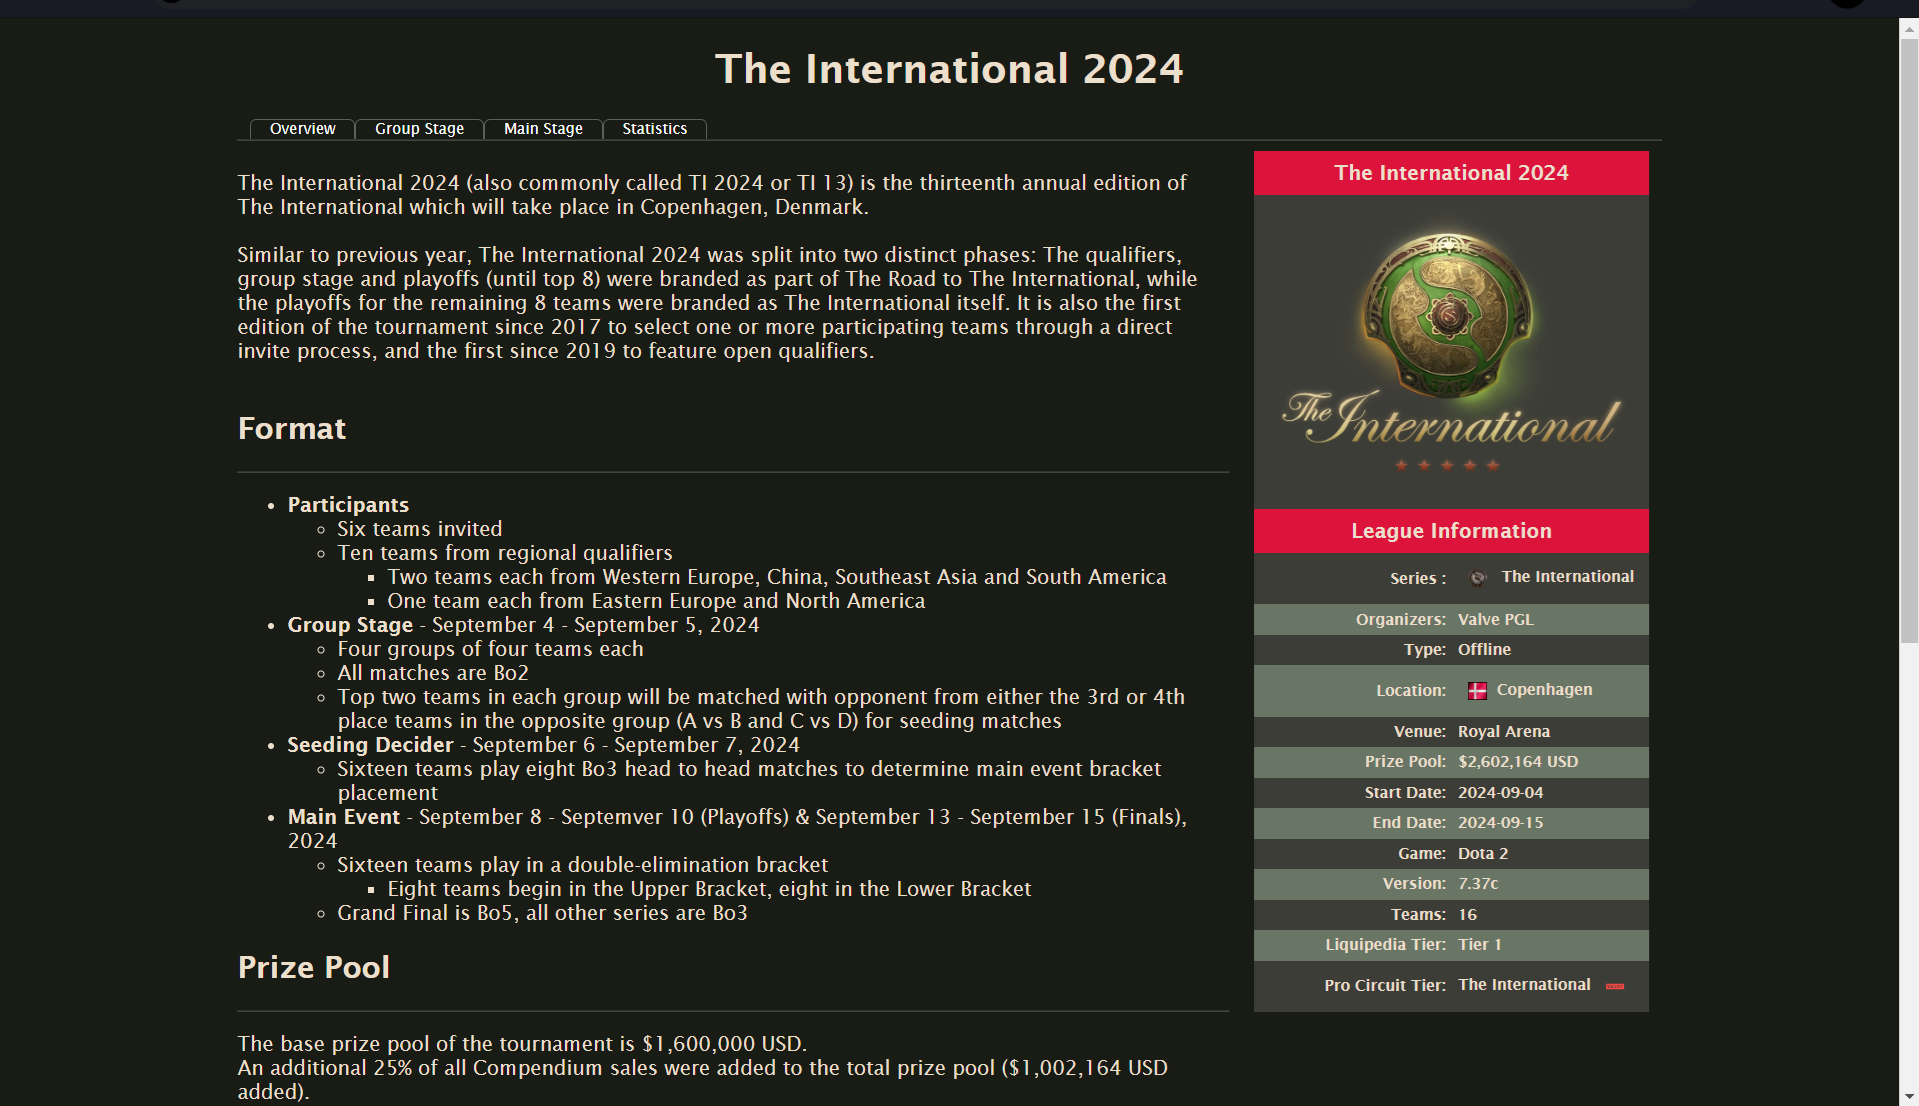 The International 2024
Overview
Group Stage
Main Stage
Statistics
The International 2024 (also commonly called TI 2024 or TI 13) is the thirteenth annual edition of
The International which will take place in Copenhagen, Denmark.
Similar to previous year, The International 2024 was split into two distinct phases: The qualifiers,
group stage and playoffs (until top 8) were branded as part of The Road to The International, while
the playoffs for the remaining 8 teams were branded as The International itself. It is also the first
edition of the tournament since 2017 to select one or more participating teams through a direct
invite process, and the first since 2019 to feature open qualifiers.
Format
Participants
Six teams invited
Ten teams from regional qualifiers
Two teams each from Western Europe, China, Southeast Asia and South America
One team each from Eastern Europe and North America
Group Stage - September 4 - September 5, 2024
Four groups of four teams each
All matches are Bo2
Top two teams in each group will be matched with opponent from either the 3rd or 4th
place teams in the opposite group (A vs B and C vs D) for seeding matches
Seeding Decider - September 6 - September 7, 2024
Sixteen teams play eight Bo3 head to head matches to determine main event bracket
placement
Main Event - September 8 - Septemver 10 (Playoffs) & September 13 - September 15 (Finals),
2024
Sixteen teams play in a double-elimination bracket
Eight teams begin in the Upper Bracket, eight in the Lower Bracket
Grand Final is Bo5, all other series are Bo3
Prize Pool
The base prize pool of the tournament is $1,600,000 USD.
An additional 25% of all Compendium sales were added to the total prize pool ($1,002,164 USD
added).
The International 2024
The International
League Information
Series : The International
Organizers: Valve PGL
Type: Offline
Location: Copenhagen
Venue: Royal Arena
Prize Pool: $2,602,164 USD
Start Date: 2024-09-04
End Date: 2024-09-15
Game: Dota 2
Version: 7.37c
Teams: 16
Liquipedia Tier: Tier 1
Pro Circuit Tier: The International